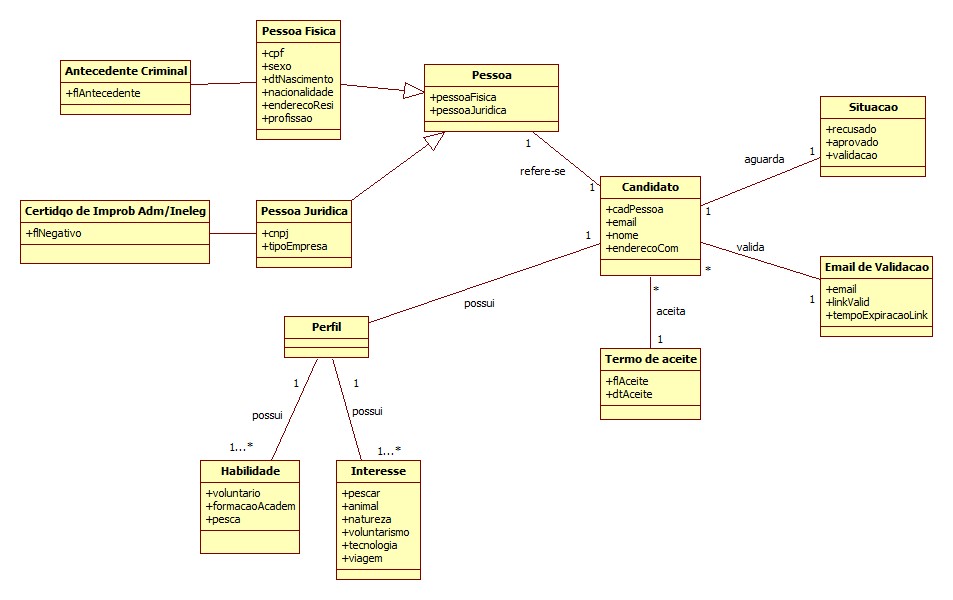 Pessoa Fisica
+cpf
+sexo
+dtNascimento
+nacionalidade
+enderecoResi
+profissao
Antecedente Criminal
+flAntecedente
Pessoa
+pessoaFisica
+pessoaJuridica
1
refere-se
1
Situacao
+recusado
+aprovado
+validacao
aguarda
1
1
Candidato
+cadPessoa
+email
+nome
+enderecoCom
Certidqo de Improb Adm/Ineleg
+flNegativo
Pessoa Juridica
+cnpj
+tipoEmpresa
1
possui
valida
*
1
Email de Validacao
+email
+linkValid
+tempoExpiracaoLink
*
aceita
1
Termo de aceite
+flAceite
+dtAceite
Perfil
1
1
possui
possui
1...*
1...*
Habilidade
+voluntario
+formacaoAcadem
+pesca
Interesse
+pescar
+animal
+natureza
+voluntarismo
+tecnologia
+viagem